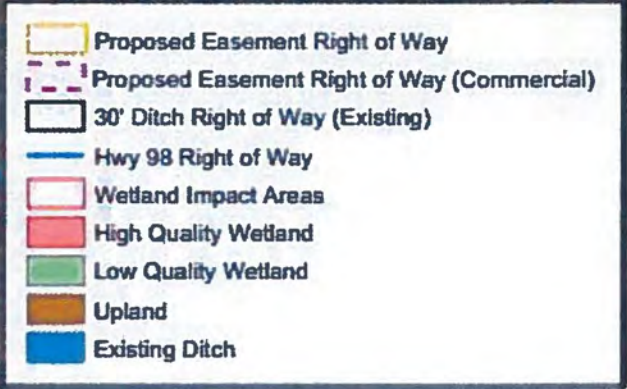 Proposed Easement Right of Way
Proposed Easement Right of Way (Commercial)
30' Ditch Right of Way (Existing)
Hwy 98 Right of Way
Wetland Impact Areas
High Quality Wetland
Low Quality Wetland
Upland
Existing Ditch